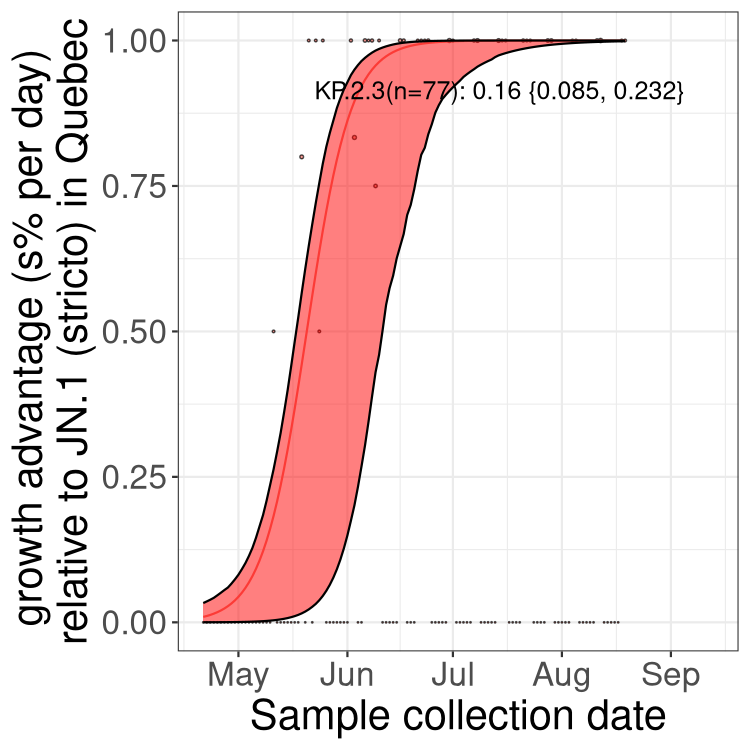 growth advantage (s% per day)
relative to JN.1 (stricto) in Quebec
1.00
0.75
0.50
0.25
0.00
KP.2.3(n=77): 0.16 {0.085, 0.232}
May Jun Jul Aug Sep
Sample collection date